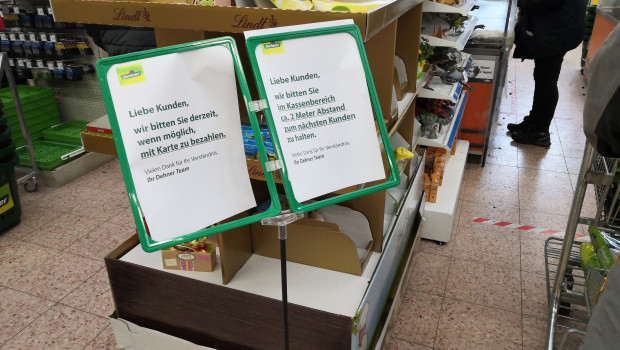 Lindt
Lindt
Dehner
Liebe Kunden,
wir bitten Sie derzeit,
wenn möglich,
mit Karte zu bezahlen.
Vielen Dank für Ihr Verständnis.
Ihr Dehner Team
Dehner
Liebe Kunden,
wir bitten Sie
im Kassenbereich
ca. 2 Meter Abstand
zum nächsten Kunden
zu halten.
Vielen Dank für Ihr Verständnis.
Ihr Dehner Team